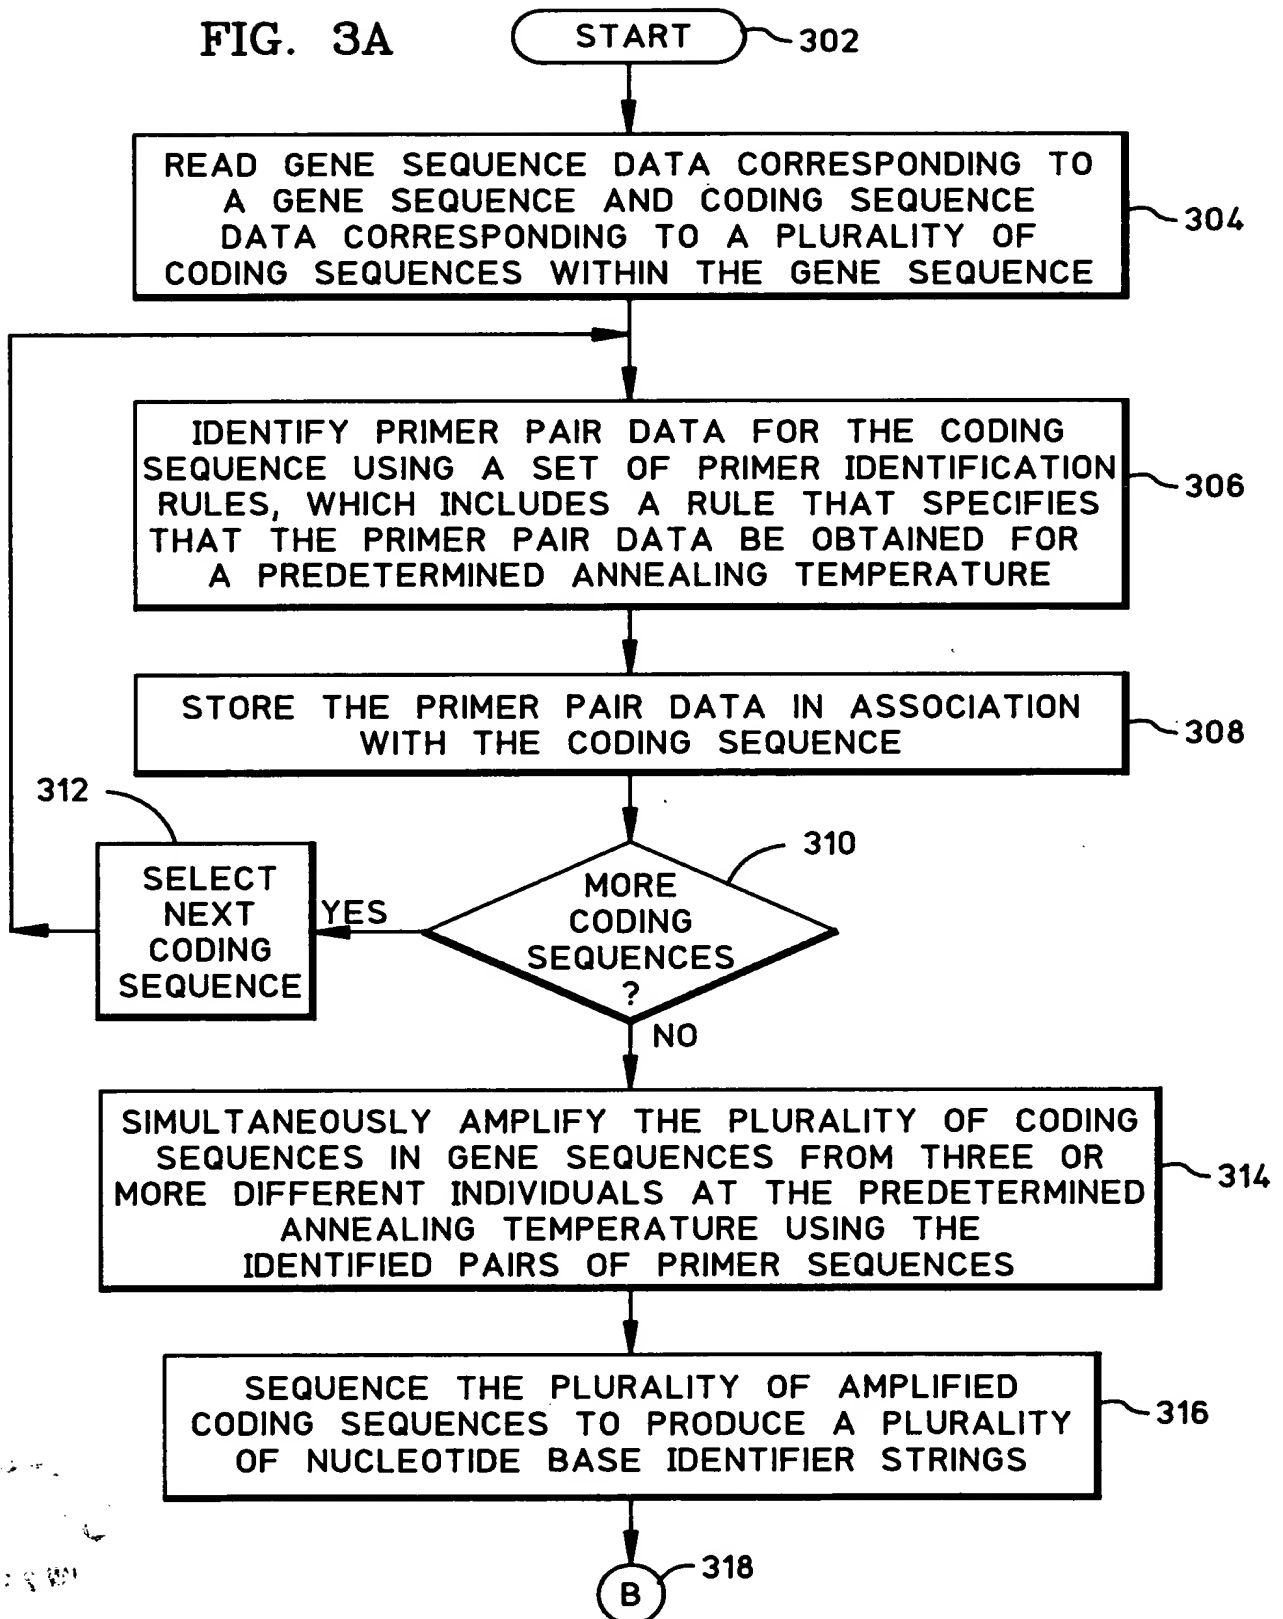 FIG. 3A
START
302
READ GENE SEQUENCE DATA CORRESPONDING TO
A GENE SEQUENCE AND CODING SEQUENCE
DATA CORRESPONDING TO A PLURALITY OF
CODING SEQUENCES WITHIN THE GENE SEQUENCE
304
IDENTIFY PRIMER PAIR DATA FOR THE CODING
SEQUENCE USING A SET OF PRIMER IDENTIFICATION
RULES, WHICH INCLUDES A RULE THAT SPECIFIES
THAT THE PRIMER PAIR DATA BE OBTAINED FOR
A PREDETERMINED ANNEALING TEMPERATURE
306
STORE THE PRIMER PAIR DATA IN ASSOCIATION
WITH THE CODING SEQUENCE
308
312
SELECT
NEXT
CODING
SEQUENCE
YES
310
MORE
CODING
SEQUENCES
?
NO
SIMULTANEOUSLY AMPLIFY THE PLURALITY OF CODING
SEQUENCES IN GENE SEQUENCES FROM THREE OR
MORE DIFFERENT INDIVIDUALS AT THE PREDETERMINED
ANNEALING TEMPERATURE USING THE
IDENTIFIED PAIRS OF PRIMER SEQUENCES
314
SEQUENCE THE PLURALITY OF AMPLIFIED
CODING SEQUENCES TO PRODUCE A PLURALITY
OF NUCLEOTIDE BASE IDENTIFIER STRINGS
316
B
318